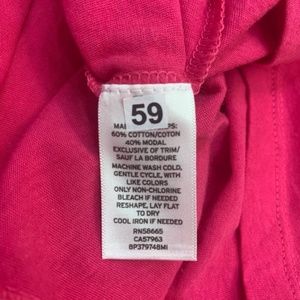 59
60% COTTON/COTON
40% MODAL
EXCLUSIVE OF TRIM/
SAUF LA BORDURE
MACHINE WASH COLD,
GENTLE CYCLE, WITH
LIKE COLORS
ONLY NON-CHLORINE
BLEACH IF NEEDED
RESHAPE, LAY FLAT
TO DRY
COOL IRON IF NEEDED
RN58665
CA57963
8P379748MI